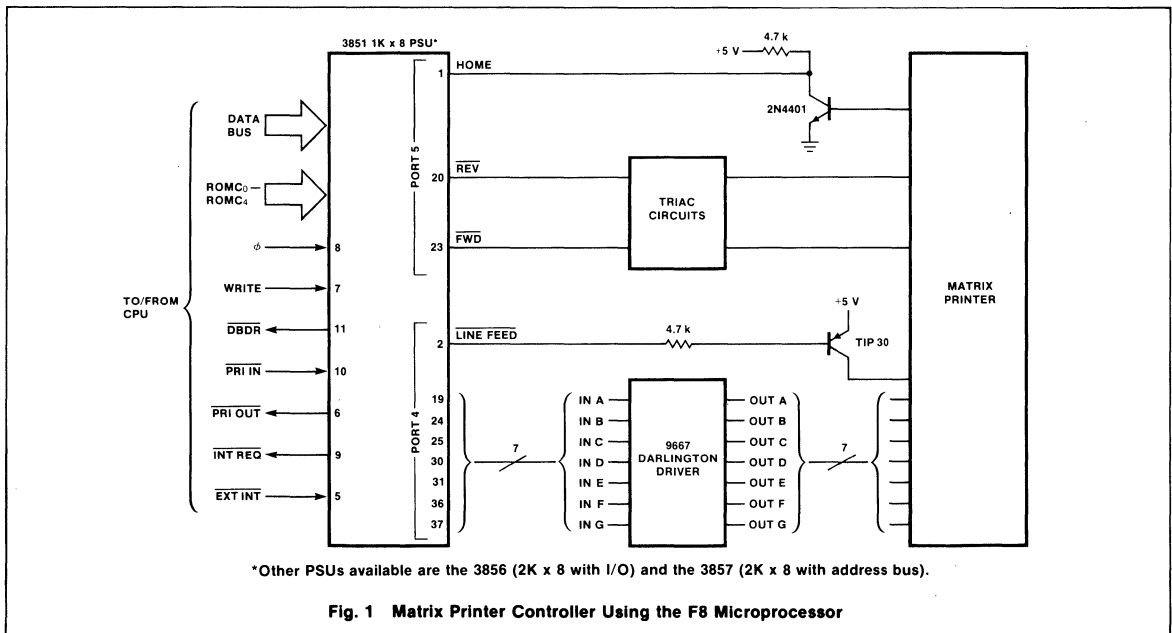 3851 1K x 8 PSU*
4.7 k
+5 V
1
HOME
2N4401
DATA
BUS
PORT 5
20
REV
TRIAC
CIRCUITS
ROMC₀–
ROMC₄
23
FWD
ϕ
8
MATRIX
PRINTER
WRITE
7
TO/FROM
CPU
+5 V
DBDR
11
2
LINE FEED
4.7 k
TIP 30
PRI IN
10
PORT 4
19
IN A
OUT A
24
IN B
OUT B
PRI OUT
6
25
IN C
OUT C
7
9667
DARLINGTON
DRIVER
7
30
IN D
OUT D
INT REQ
9
31
IN E
OUT E
EXT INT
5
36
IN F
OUT F
37
IN G
OUT G
*Other PSUs available are the 3856 (2K x 8 with I/O) and the 3857 (2K x 8 with address bus).
Fig. 1 Matrix Printer Controller Using the F8 Microprocessor